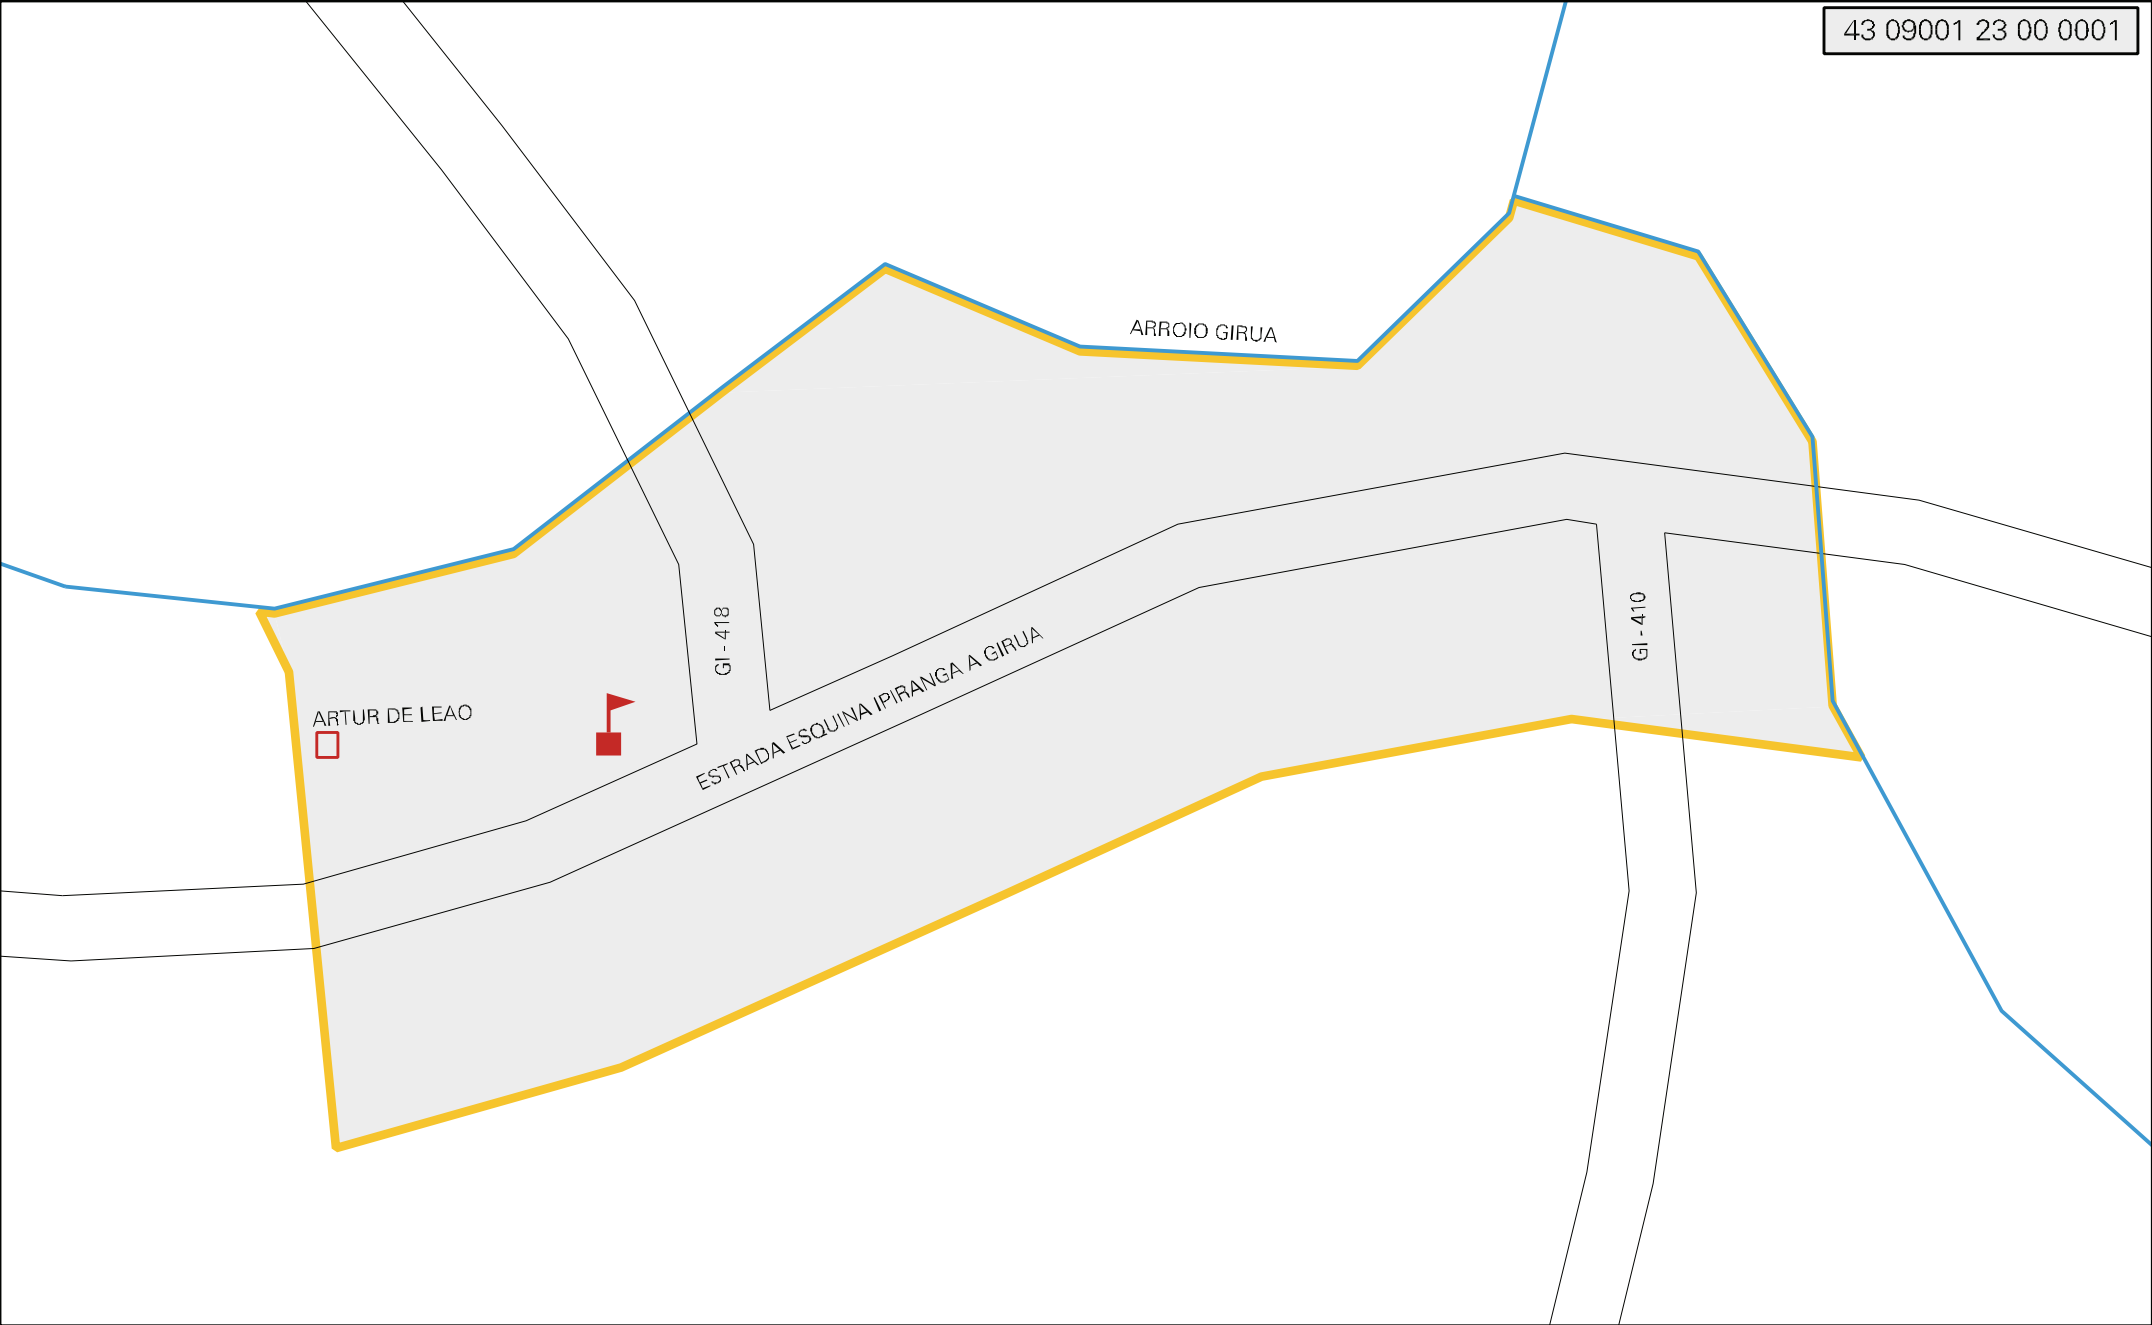 43 09001 23 00 0001
ARROIO GIRUA
GI - 418
GI - 410
ESTRADA ESQUINA IPIRANGA A GIRUA
ARTUR DE LEAO